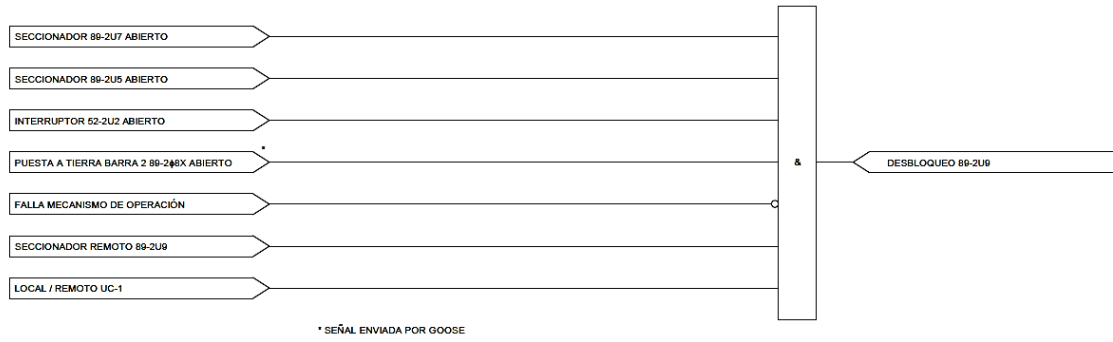 SECCIONADOR 89-2U7 ABIERTO
SECCIONADOR 89-2U5 ABIERTO
INTERRUPTOR 52-2U2 ABIERTO
*
PUESTA A TIERRA BARRA 2 89-2ϕ8X ABIERTO
&
DESBLOQUEO 89-2U9
FALLA MECANISMO DE OPERACIÓN
SECCIONADOR REMOTO 89-2U9
LOCAL / REMOTO UC-1
* SEÑAL ENVIADA POR GOOSE